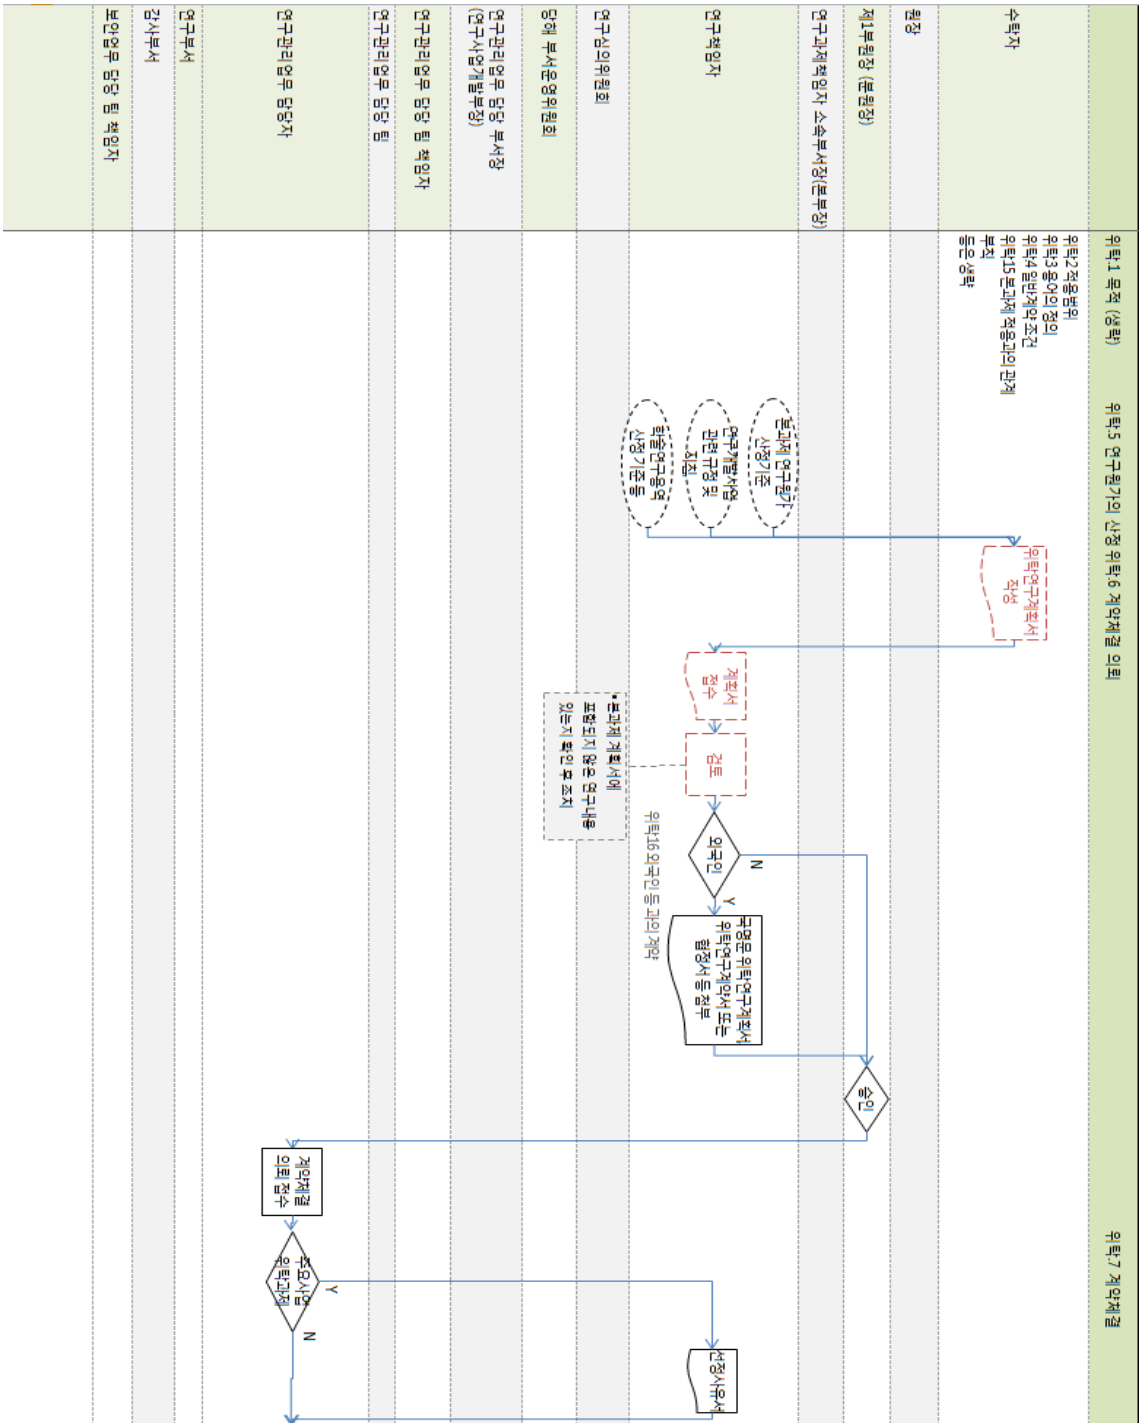 위탁.1 목적 (생략)
위탁.5 연구원가의 산정 위탁.6 계약체결 의뢰
위탁.7 계약체결
수탁자
원장
제1부원장 (분원장)
연구과제책임자 소속부서장(본부장)
연구책임자
연구심의위원회
당해 부서운영위원회
연구관리업무 담당 부서장
(연구사업개발부장)
연구관리업무 담당 팀 책임자
연구관리업무 담당 팀
연구관리업무 담당자
연구부서
감사부서
보안업무 담당 팀 책임자
위탁2 적용범위
위탁3 용어의 정의
위탁.4 일반계약 조건
위탁15 본과제 적용과의 관계
부칙
등은 생략
본과제 연구원가
산정기준
연구개발사업
관련 규정 및
지침
학술연구용역
산정 기준 등
위탁연구계획서
작성
계획서
접수
검토
▪본과제 계획서에
포함되지 않은 연구내용
있는지 확인 후 조치
외국인
N
Y
위탁16 외국인 등 과의 계약
국영문 위탁연구계획서
위탁연구계약서 또는
협정서 등 첨부
승인
계약체결
의뢰 접수
주요사업
위탁과제
Y
N
선정사유서